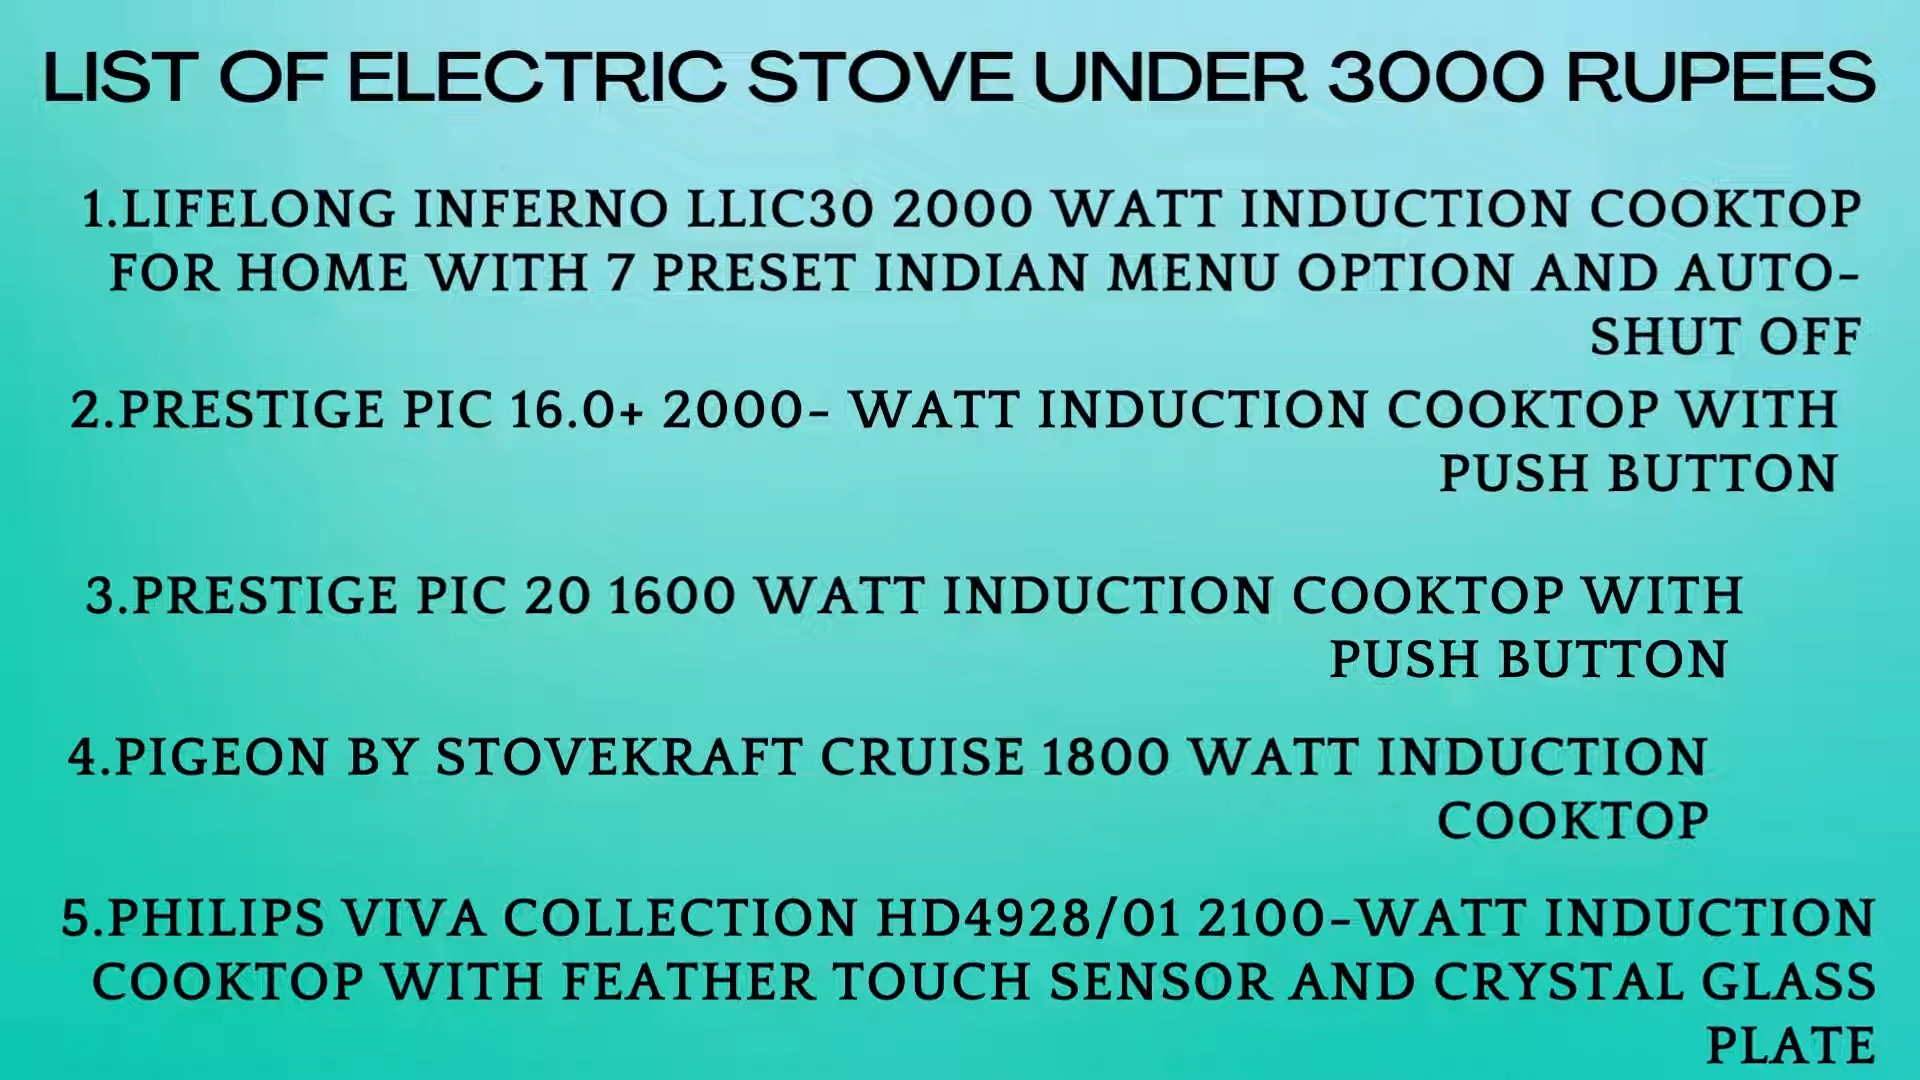 LIST OF ELECTRIC STOVE UNDER 3000 RUPEES
1.LIFELONG INFERNO LLIC30 2000 WATT INDUCTION COOKTOP
FOR HOME WITH 7 PRESET INDIAN MENU OPTION AND AUTO-
SHUT OFF
2.PRESTIGE PIC 16.0+ 2000- WATT INDUCTION COOKTOP WITH
PUSH BUTTON
3.PRESTIGE PIC 20 1600 WATT INDUCTION COOKTOP WITH
PUSH BUTTON
4.PIGEON BY STOVEKRAFT CRUISE 1800 WATT INDUCTION
COOKTOP
5.PHILIPS VIVA COLLECTION HD4928/01 2100-WATT INDUCTION
COOKTOP WITH FEATHER TOUCH SENSOR AND CRYSTAL GLASS
PLATE